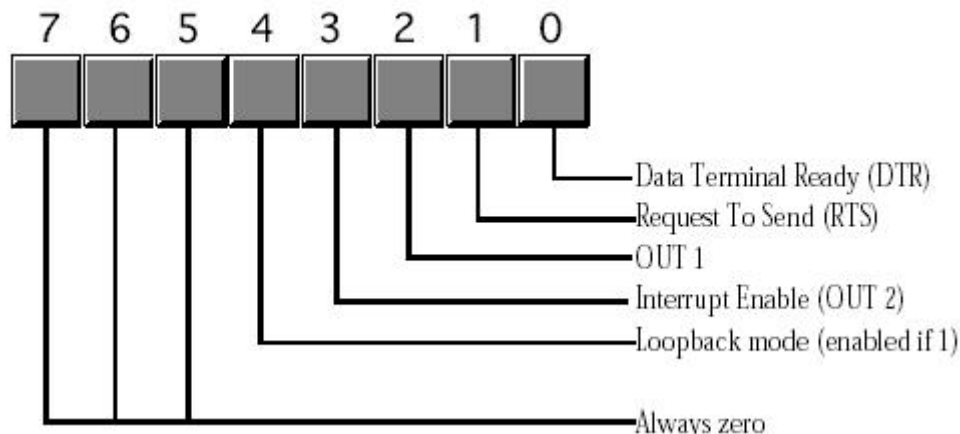 7 6 5 4 3 2 1 0
Data Terminal Ready (DTR)
Request To Send (RTS)
OUT 1
Interrupt Enable (OUT 2)
Loopback mode (enabled if 1)
Always zero